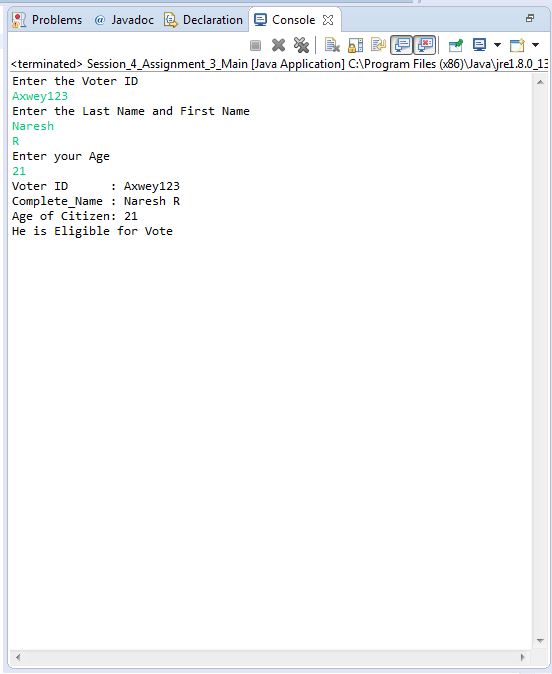 Problems @ Javadoc Declaration Console
<terminated> Session_4_Assignment_3_Main [Java Application] C:\Program Files (x86)\Java\jre1.8.0_13
Enter the Voter ID
Axwey123
Enter the Last Name and First Name
Naresh
R
Enter your Age
21
Voter ID      : Axwey123
Complete_Name : Naresh R
Age of Citizen: 21
He is Eligible for Vote